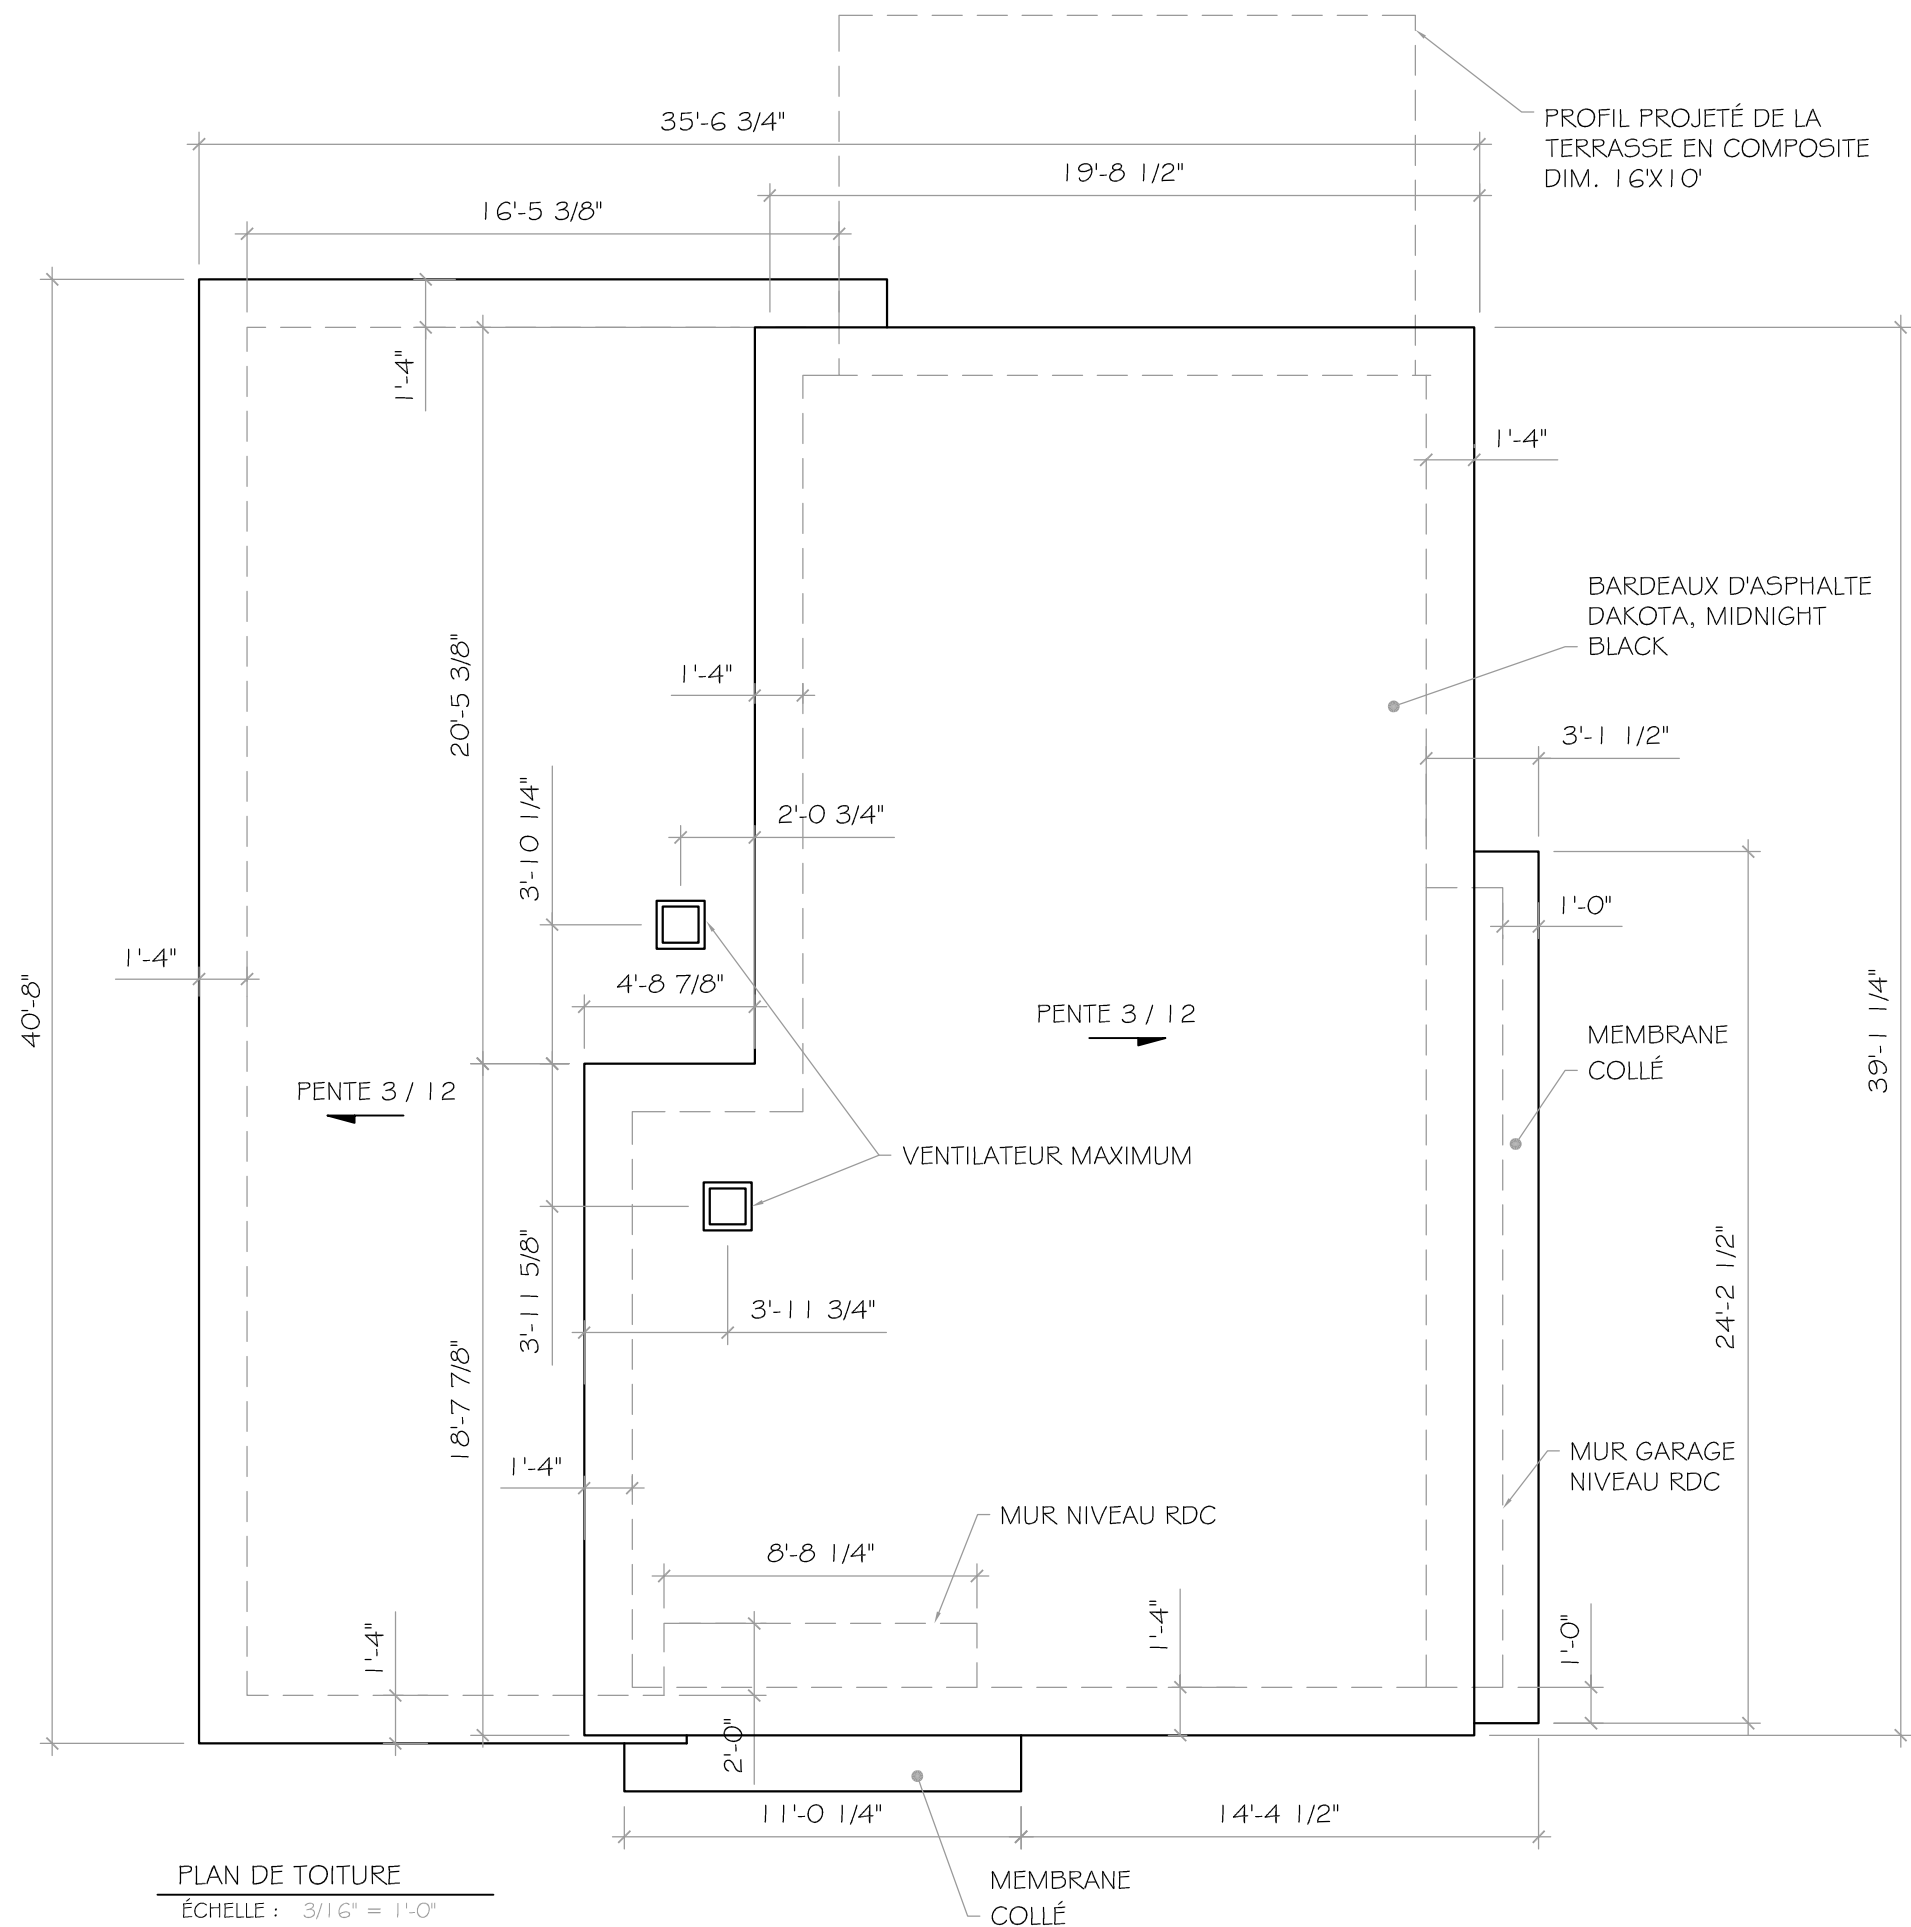 35'-6 3/4"
PROFIL PROJETÉ DE LA
TERRASSE EN COMPOSITE
DIM. 16'X10'
19'-8 1/2"
16'-5 3/8"
1'-4"
1'-4"
BARDEAUX D'ASPHALTE
DAKOTA, MIDNIGHT
BLACK
20'-5 3/8"
1'-4"
3'-1 1/2"
3'-10 1/4"
2'-0 3/4"
1'-0"
1'-4"
4'-8 7/8"
40'-8"
PENTE 3 / 12
39'-1 1/4"
MEMBRANE
COLLÉ
PENTE 3 / 12
VENTILATEUR MAXIMUM
3'-11 5/8"
3'-11 3/4"
24'-2 1/2"
18'-7 7/8"
1'-4"
MUR GARAGE
NIVEAU RDC
MUR NIVEAU RDC
8'-8 1/4"
1'-4"
1'-4"
1'-0"
2'-0"
11'-0 1/4"
14'-4 1/2"
MEMBRANE
COLLÉ
PLAN DE TOITURE
ÉCHELLE : 3/16" = 1'-0"